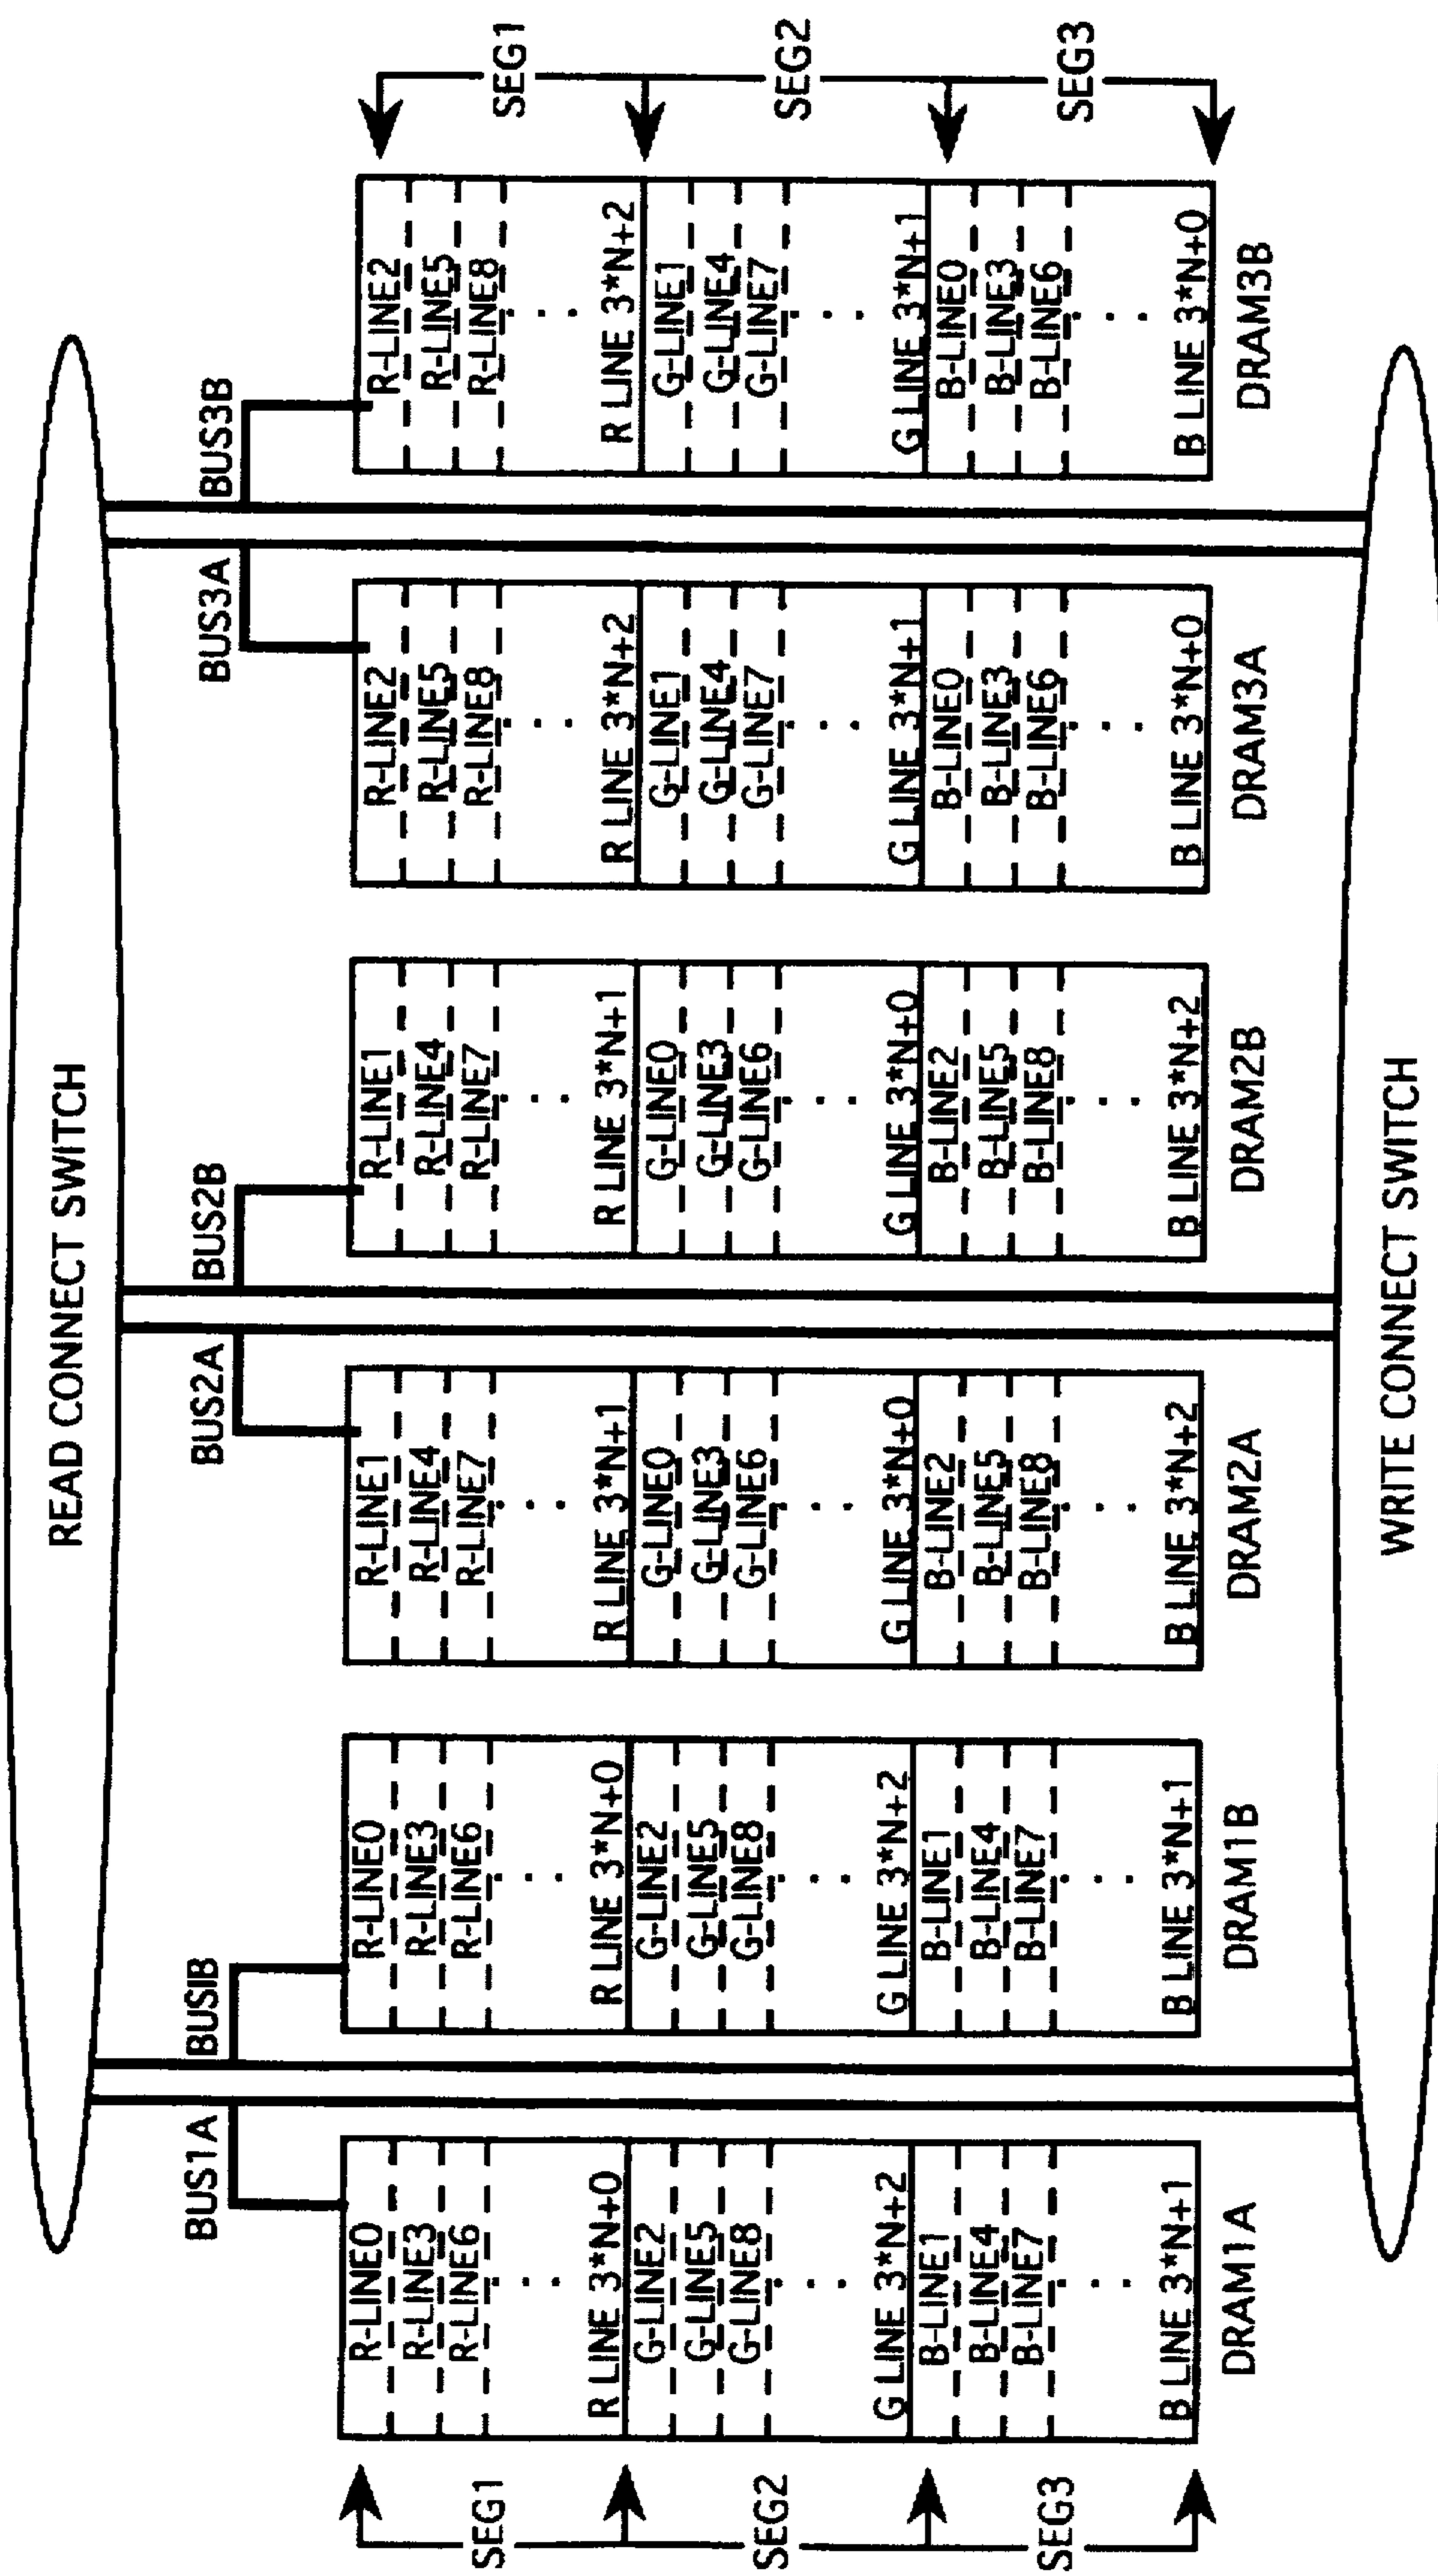 READ CONNECT SWITCH
BUS1A
BUS1B
BUS2A
BUS2B
BUS3A
BUS3B
SEG1
SEG2
SEG3
R-LINE0
R-LINE3
R-LINE6
R LINE 3*N+0
G-LINE2
G-LINE5
G-LINE8
G LINE 3*N+2
B-LINE1
B-LINE4
B-LINE7
B LINE 3*N+1
DRAM1A
R-LINE0
R-LINE3
R-LINE6
R LINE 3*N+0
G-LINE2
G-LINE5
G-LINE8
G LINE 3*N+2
B-LINE1
B-LINE4
B-LINE7
B LINE 3*N+1
DRAM1B
R-LINE1
R-LINE4
R-LINE7
R LINE 3*N+1
G-LINE0
G-LINE3
G-LINE6
G LINE 3*N+0
B-LINE2
B-LINE5
B-LINE8
B LINE 3*N+2
DRAM2A
R-LINE1
R-LINE4
R-LINE7
R LINE 3*N+1
G-LINE0
G-LINE3
G-LINE6
G LINE 3*N+0
B-LINE2
B-LINE5
B-LINE8
B LINE 3*N+2
DRAM2B
R-LINE2
R-LINE5
R-LINE8
R LINE 3*N+2
G-LINE1
G-LINE4
G-LINE7
G LINE 3*N+1
B-LINE0
B-LINE3
B-LINE6
B LINE 3*N+0
DRAM3A
R-LINE2
R-LINE5
R-LINE8
R LINE 3*N+2
G-LINE1
G-LINE4
G-LINE7
G LINE 3*N+1
B-LINE0
B-LINE3
B-LINE6
B LINE 3*N+0
DRAM3B
SEG1
SEG2
SEG3
WRITE CONNECT SWITCH